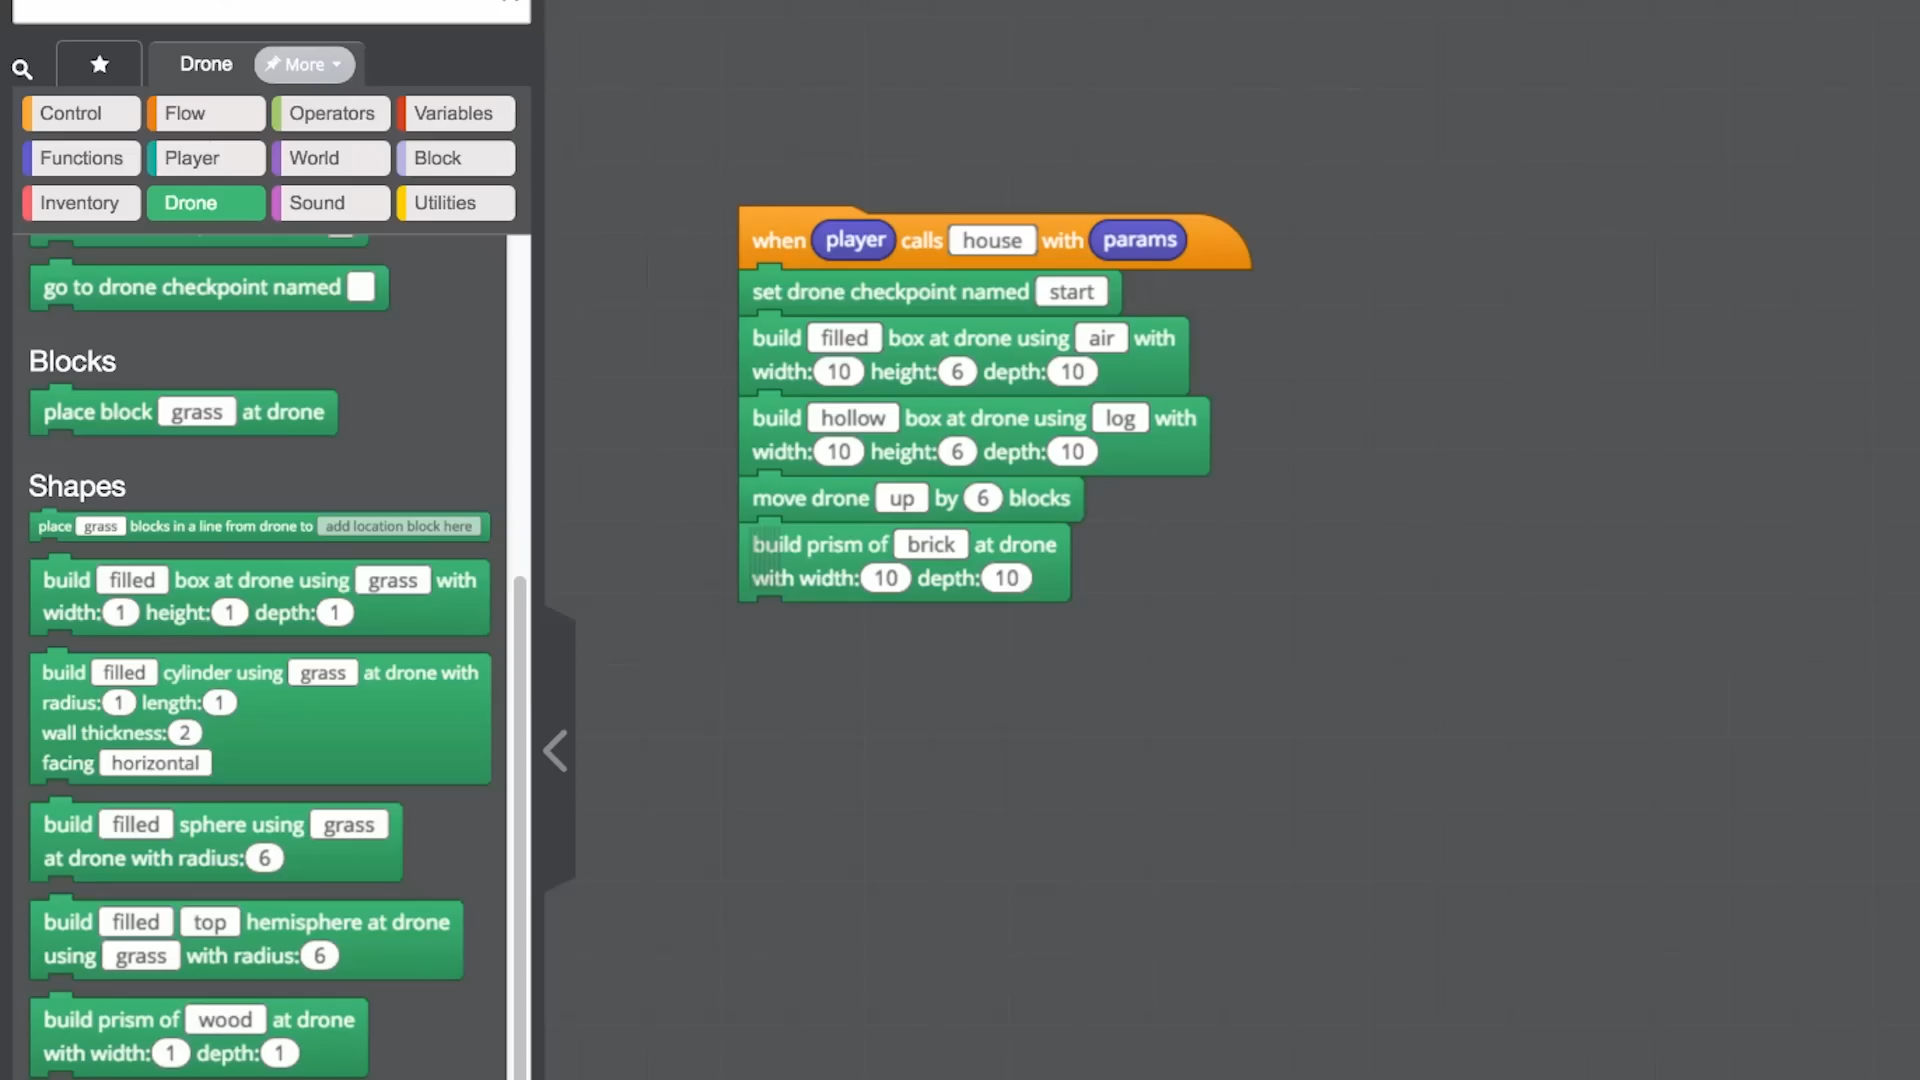 Drone More
Control Flow Operators Variables
Functions Player World Block
Inventory Drone Sound Utilities
go to drone checkpoint named
Blocks
place block grass at drone
Shapes
place grass blocks in a line from drone to add location block here
build filled box at drone using grass with
width: 1 height: 1 depth: 1
build filled cylinder using grass at drone with
radius: 1 length: 1
wall thickness: 2
facing horizontal
build filled sphere using grass
at drone with radius: 6
build filled top hemisphere at drone
using grass with radius: 6
build prism of wood at drone
with width: 1 depth: 1
when player calls house with params
set drone checkpoint named start
build filled box at drone using air with
width: 10 height: 6 depth: 10
build hollow box at drone using log with
width: 10 height: 6 depth: 10
move drone up by 6 blocks
build prism of brick at drone
with width: 10 depth: 10